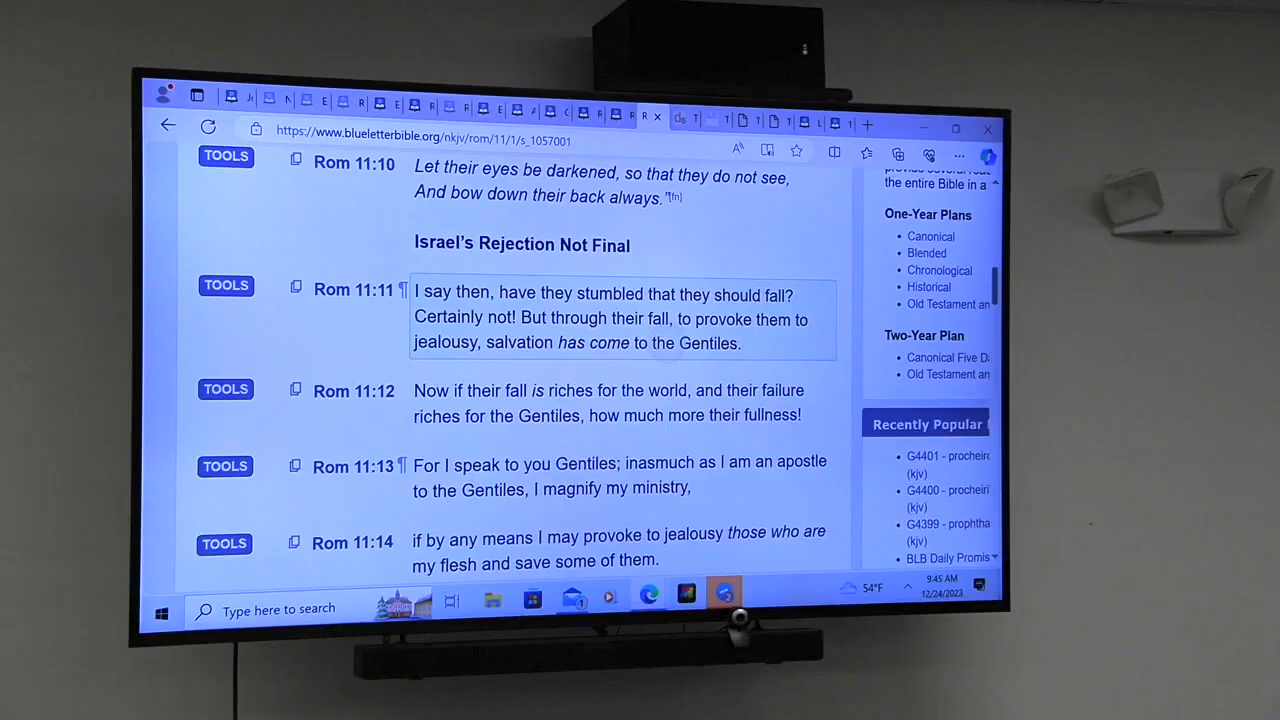 https://www.blueletterbible.org/nkjv/rom/11/1/s_1057001
TOOLS
Rom 11:10
Let their eyes be darkened, so that they do not see,
And bow down their back always.”[fn]
Israel's Rejection Not Final
TOOLS
Rom 11:11
¶ I say then, have they stumbled that they should fall?
Certainly not! But through their fall, to provoke them to
jealousy, salvation has come to the Gentiles.
TOOLS
Rom 11:12
Now if their fall is riches for the world, and their failure
riches for the Gentiles, how much more their fullness!
TOOLS
Rom 11:13
¶ For I speak to you Gentiles; inasmuch as I am an apostle
to the Gentiles, I magnify my ministry,
TOOLS
Rom 11:14
if by any means I may provoke to jealousy those who are
my flesh and save some of them.
the entire Bible in a
One-Year Plans
• Canonical
• Blended
• Chronological
• Historical
• Old Testament an
Two-Year Plan
• Canonical Five D
• Old Testament an
Recently Popular
• G4401 - procheiro
(kjv)
• G4400 - procheiri
(kjv)
• G4399 - prophtha
(kjv)
• BLB Daily Promis
Type here to search
54°F
9:45 AM
12/24/2023